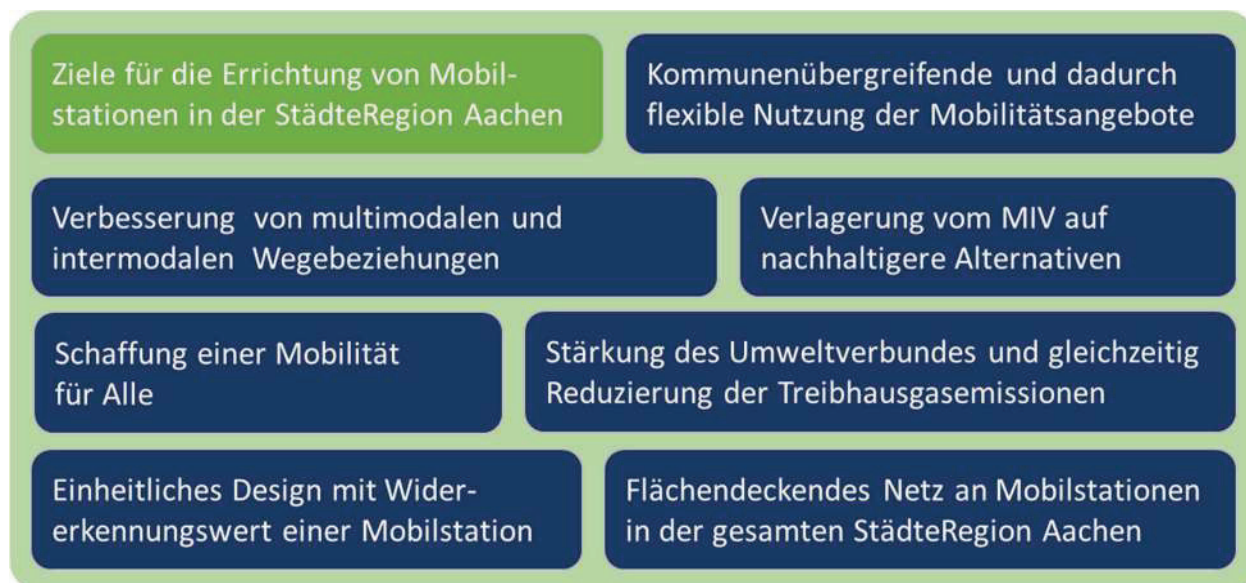 Ziele für die Errichtung von Mobil-
stationen in der StädteRegion Aachen
Kommunenübergreifende und dadurch
flexible Nutzung der Mobilitätsangebote
Verbesserung von multimodalen und
intermodalen Wegebeziehungen
Verlagerung vom MIV auf
nachhaltigere Alternativen
Schaffung einer Mobilität
für Alle
Stärkung des Umweltverbundes und gleichzeitig
Reduzierung der Treibhausgasemissionen
Einheitliches Design mit Wider-
erkennungswert einer Mobilstation
Flächendeckendes Netz an Mobilstationen
in der gesamten StädteRegion Aachen